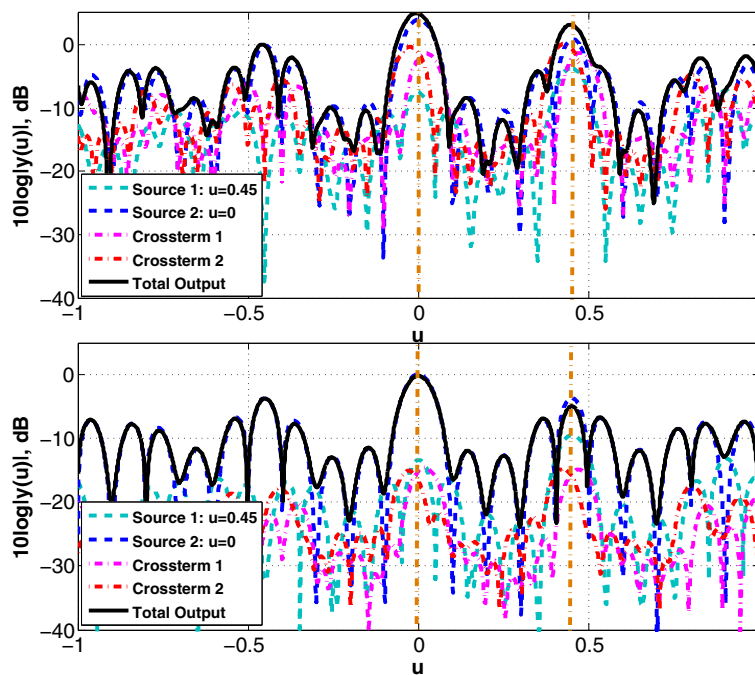 0
−10
−20
−30
−40
10logly(u)l, dB
Source 1: u=0.45
Source 2: u=0
Crossterm 1
Crossterm 2
Total Output
−1
−0.5
0
0.5
u
0
−10
−20
−30
−40
10logly(u)l, dB
Source 1: u=0.45
Source 2: u=0
Crossterm 1
Crossterm 2
Total Output
−1
−0.5
0
0.5
u